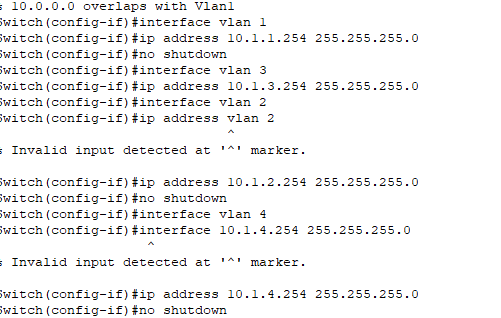 10.0.0.0 overlaps with Vlan1
Switch(config-if)#interface vlan 1
Switch(config-if)#ip address 10.1.1.254 255.255.255.0
Switch(config-if)#no shutdown
Switch(config-if)#interface vlan 3
Switch(config-if)#ip address 10.1.3.254 255.255.255.0
Switch(config-if)#interface vlan 2
Switch(config-if)#ip address vlan 2
^
Invalid input detected at '^' marker.
Switch(config-if)#ip address 10.1.2.254 255.255.255.0
Switch(config-if)#no shutdown
Switch(config-if)#interface vlan 4
Switch(config-if)#interface 10.1.4.254 255.255.255.0
^
Invalid input detected at '^' marker.
Switch(config-if)#ip address 10.1.4.254 255.255.255.0
Switch(config-if)#no shutdown